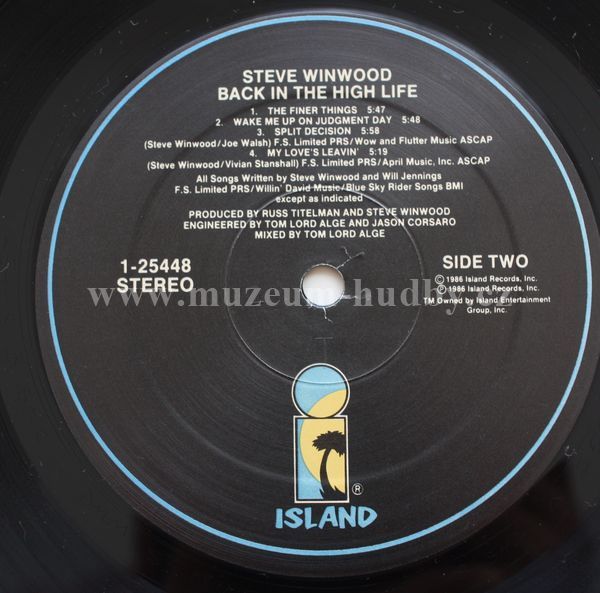 STEVE WINWOOD
BACK IN THE HIGH LIFE
1. THE FINER THINGS 5:47
2. WAKE ME UP ON JUDGMENT DAY 5:48
3. SPLIT DECISION 5:58
(Steve Winwood/Joe Walsh) F.S. Limited PRS/Wow and Flutter Music ASCAP
4. MY LOVE'S LEAVIN' 5:19
(Steve Winwood/Vivian Stanshall) F.S. Limited PRS/April Music, Inc. ASCAP
All Songs Written by Steve Winwood and Will Jennings
F.S. Limited PRS/Willin' David Music/Blue Sky Rider Songs BMI
except as indicated
PRODUCED BY RUSS TITELMAN AND STEVE WINWOOD
ENGINEERED BY TOM LORD ALGE AND JASON CORSARO
MIXED BY TOM LORD ALGE
1-25448
STEREO
SIDE TWO
© 1986 Island Records, Inc.
℗ 1986 Island Records, Inc.
TM Owned by Island Entertainment
Group, Inc.
www.muzeum-hudby.
®
ISLAND